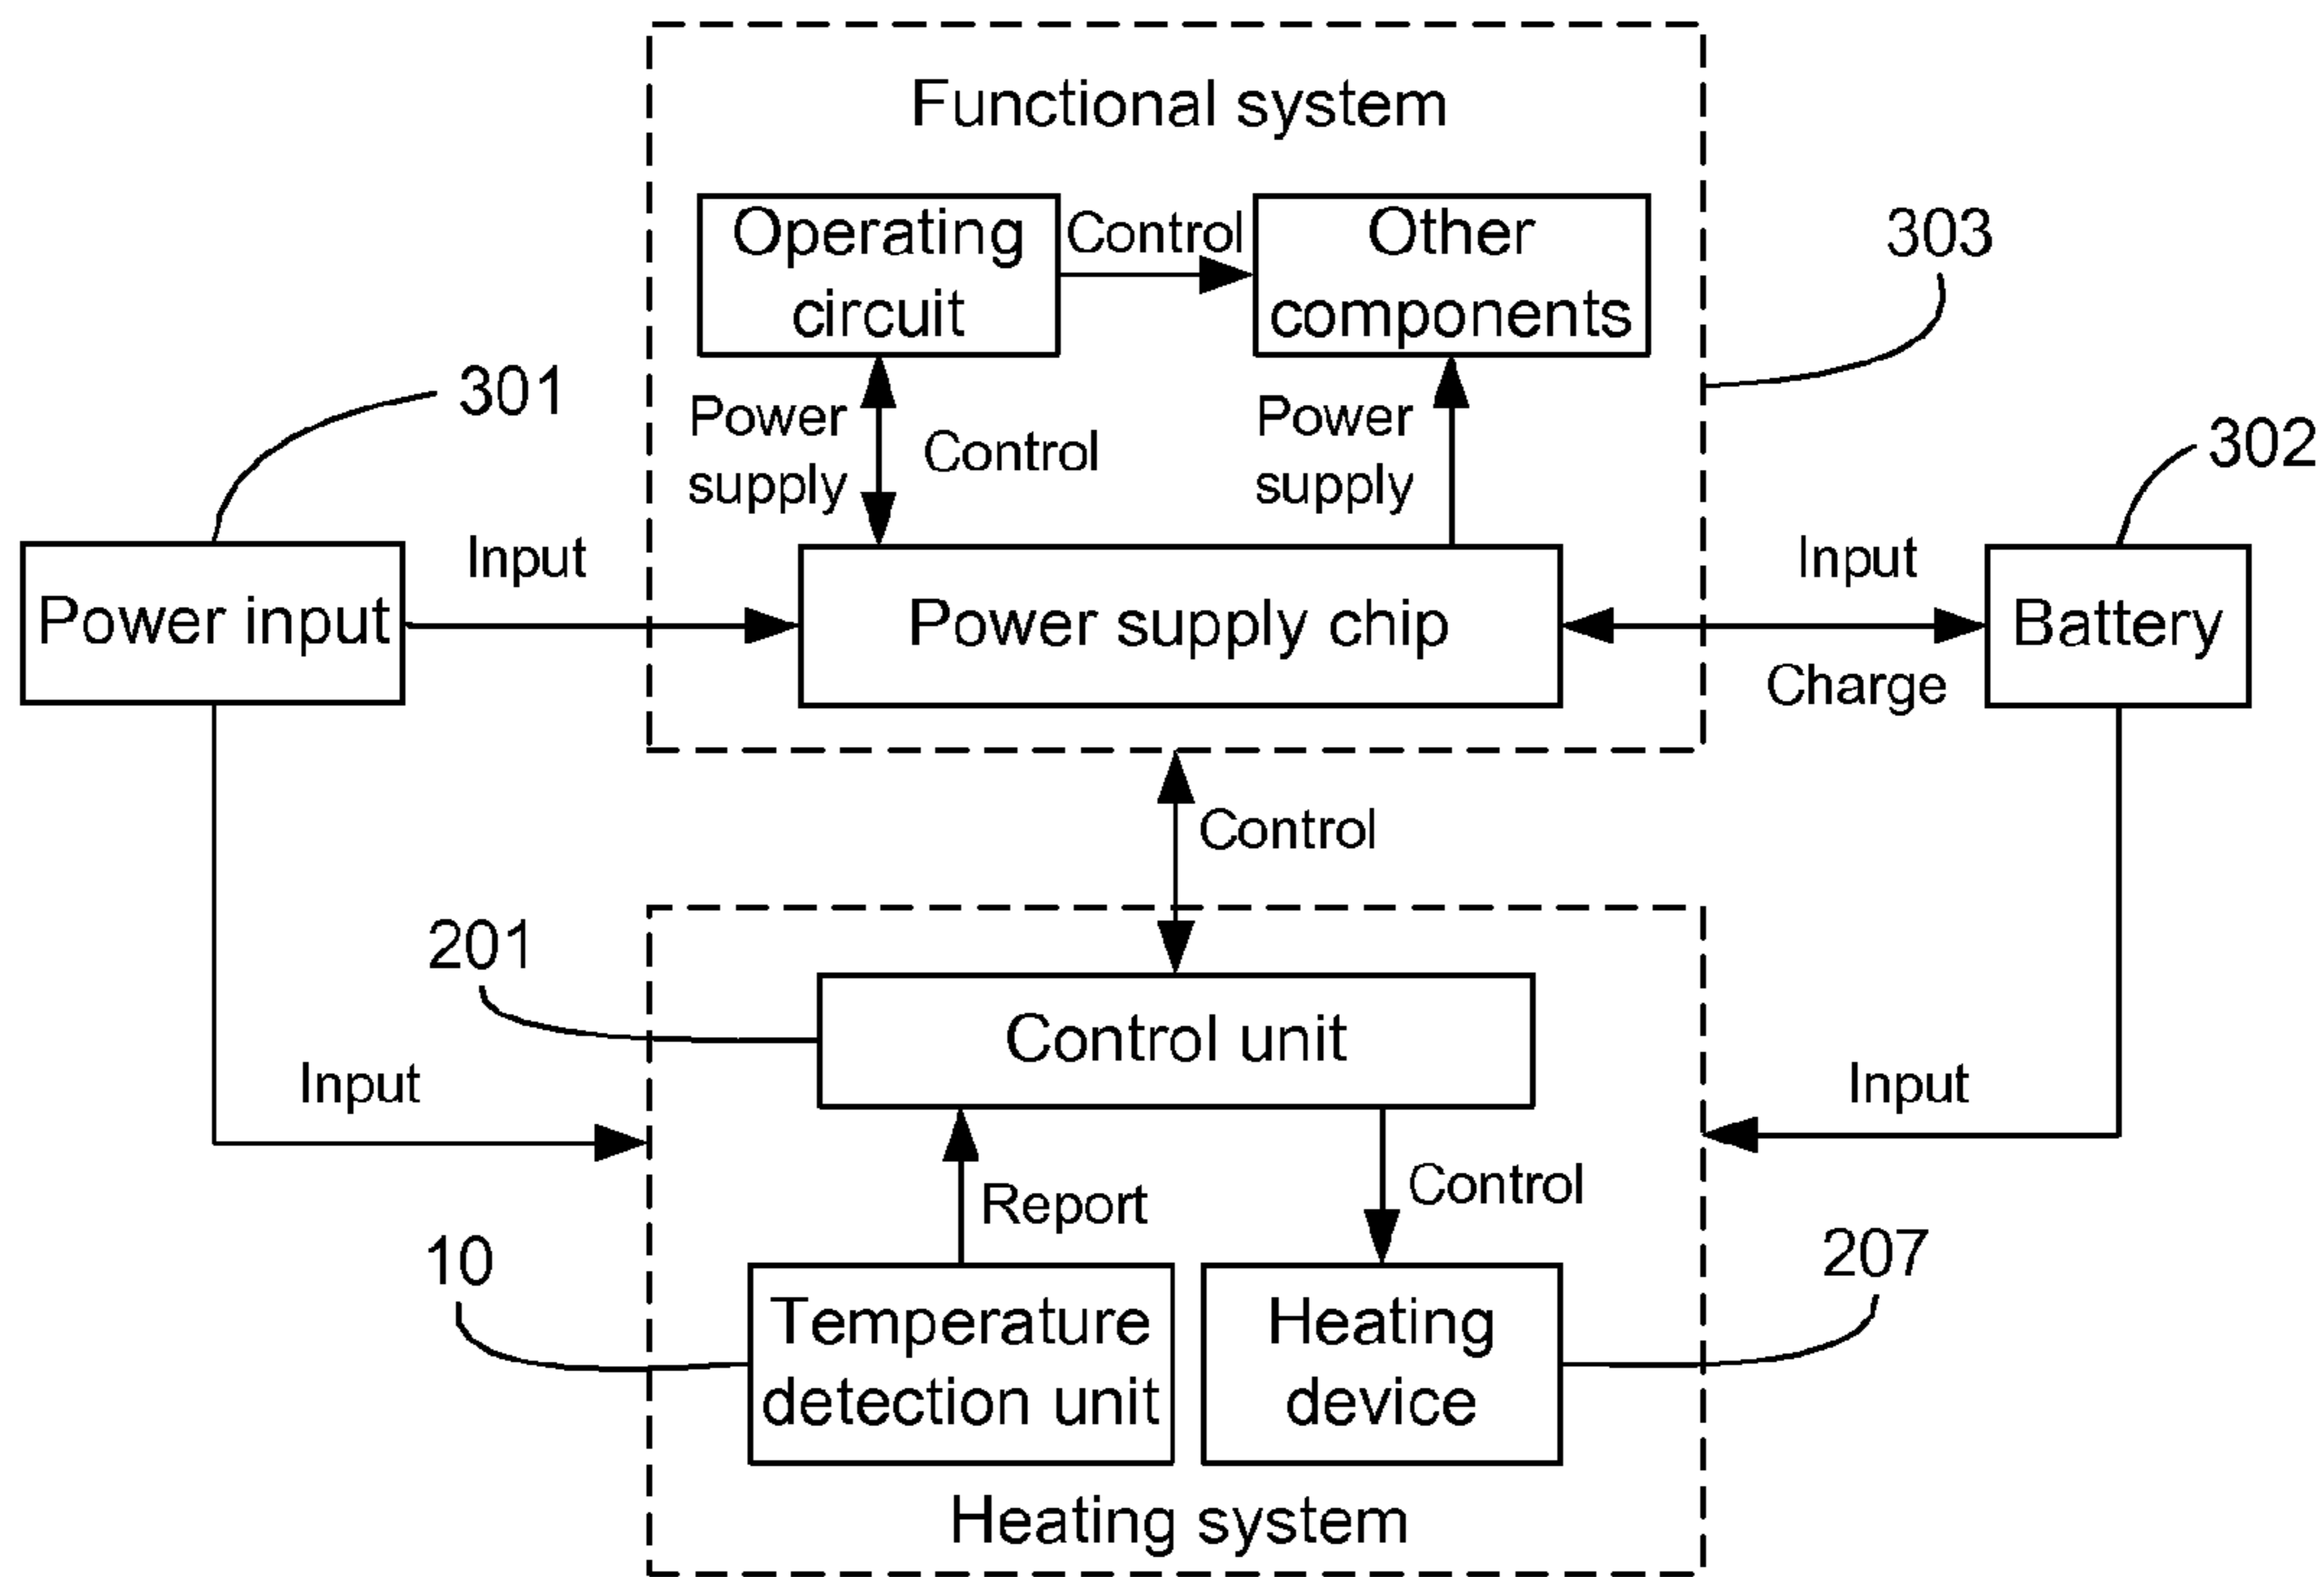 Functional system
Operating
circuit
Control
Other
components
303
301
Power
supply
Control
Power
supply
302
Power input
Input
Power supply chip
Input
Charge
Battery
Control
201
Control unit
Input
Input
Report
Control
10
207
Temperature
detection unit
Heating
device
Heating system